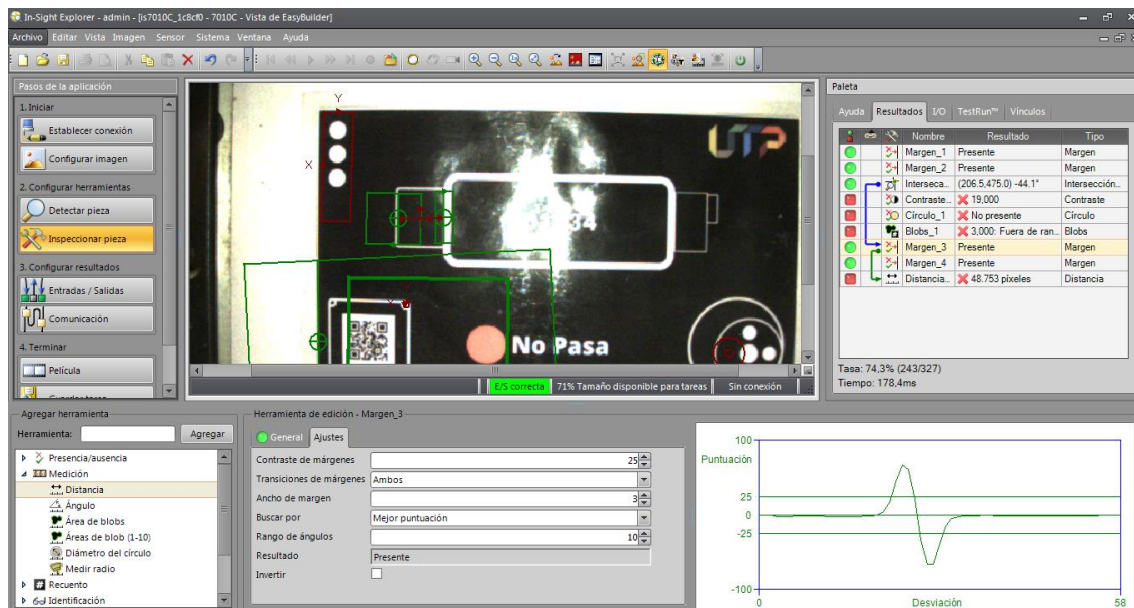 In-Sight Explorer - admin - [is7010C_1c8cf0 - 7010C - Vista de EasyBuilder]
Archivo Editar Vista Imagen Sensor Sistema Ventana Ayuda
Pasos de la aplicación
1. Iniciar
Establecer conexión
Configurar imagen
2. Configurar herramientas
Detectar pieza
Inspeccionar pieza
3. Configurar resultados
Entradas / Salidas
Comunicación
4. Terminar
Película
Y
X
UTP
34
No Pasa
E/S correcta 71% Tamaño disponible para tareas Sin conexión
Paleta
Ayuda Resultados I/O TestRun™ Vínculos
Nombre Resultado Tipo
Margen_1 Presente Margen
Margen_2 Presente Margen
Interseca... (206.5,475.0) -44.1° Intersección...
Contraste... 19,000 Contraste
Círculo_1 No presente Círculo
Blobs_1 3,000: Fuera de ran... Blobs
Margen_3 Presente Margen
Margen_4 Presente Margen
Distancia... 48.753 píxeles Distancia
Tasa: 74,3% (243/327)
Tiempo: 178,4ms
Agregar herramienta
Herramienta: Agregar
Presencia/ausencia
Medición
Distancia
Ángulo
Área de blobs
Áreas de blob (1-10)
Diámetro del círculo
Medir radio
Recuento
Identificación
Herramienta de edición - Margen_3
General Ajustes
Contraste de márgenes 25
Transiciones de márgenes Ambos
Ancho de margen 3
Buscar por Mejor puntuación
Rango de ángulos 10
Resultado Presente
Invertir
100
Puntuación
25
0
-25
-100
0 Desviación 58